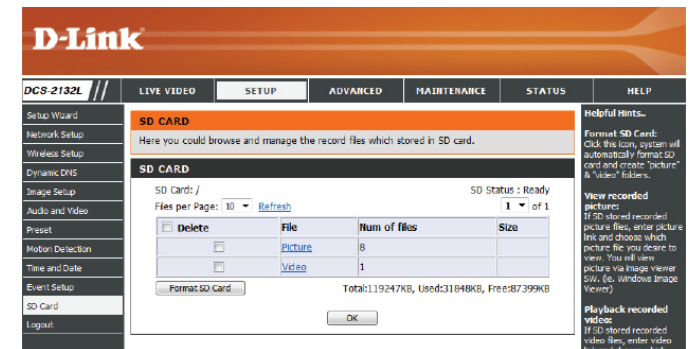 D-Link
DCS-2132L
LIVE VIDEO
SETUP
ADVANCED
MAINTENANCE
STATUS
HELP
Setup Wizard
Network Setup
Wireless Setup
Dynamic DNS
Image Setup
Audio and Video
Preset
Motion Detection
Time and Date
Event Setup
SD Card
Logout
SD CARD
Here you could browse and manage the record files which stored in SD card.
SD CARD
SD Card: /
SD Status : Ready
Files per Page: 10 Refresh
1 of 1
Delete File Num of files Size
Picture 8
Video 1
Format SD Card
Total:119247KB, Used:31848KB, Free:87399KB
OK
Helpful Hints..
Format SD Card:
Click this icon, system will
automatically format SD
card and create "picture"
& "video" folders.
View recorded
picture:
If SD stored recorded
picture files, enter picture
link and choose which
picture file you desire to
view. You will view
picture via image viewer
SW. (ie. Windows Image
Viewer)
Playback recorded
video:
If SD stored recorded
video files, enter video